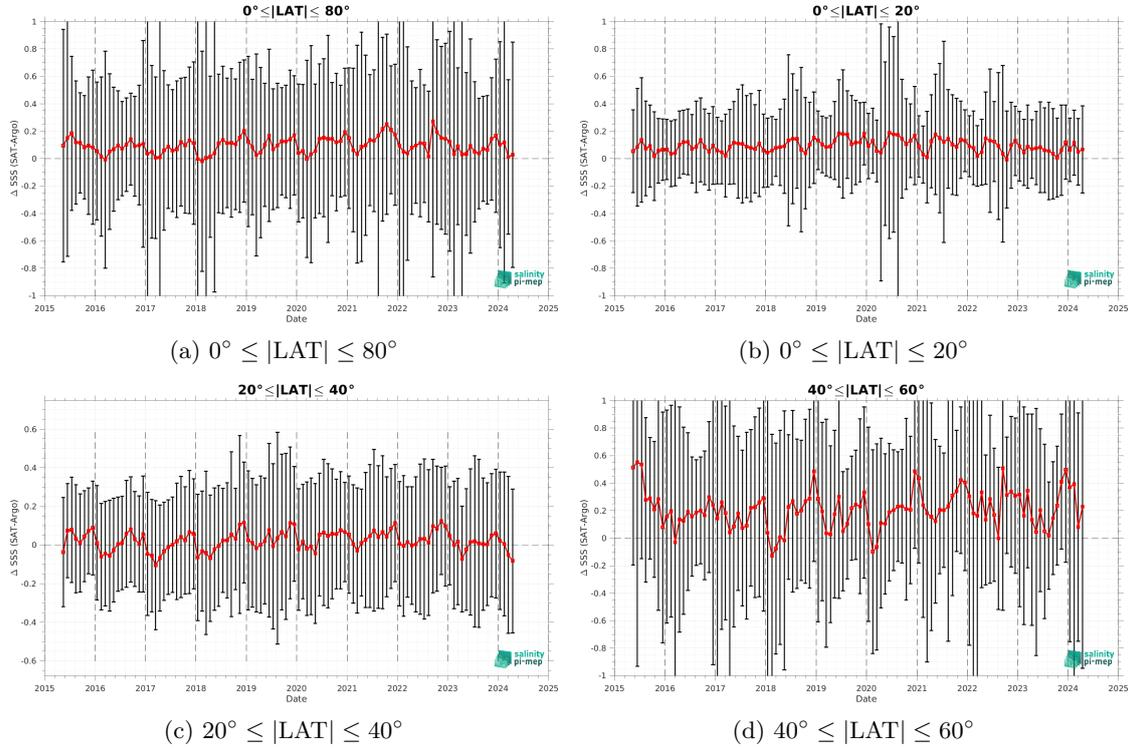 0°≤|LAT|≤ 80°
Δ SSS (SAT-Argo)
1
0.8
0.6
0.4
0.2
0
-0.2
-0.4
-0.6
-0.8
-1
2015 2016 2017 2018 2019 2020 2021 2022 2023 2024 2025
Date
salinity
pi-mep
(a) 0° ≤ |LAT| ≤ 80°
0°≤|LAT|≤ 20°
Δ SSS (SAT-Argo)
1
0.8
0.6
0.4
0.2
0
-0.2
-0.4
-0.6
-0.8
1
2015 2016 2017 2018 2019 2020 2021 2022 2023 2024 2025
Date
salinity
pi-mep
(b) 0° ≤ |LAT| ≤ 20°
20°≤|LAT|≤ 40°
Δ SSS (SAT-Argo)
0.6
0.4
0.2
0
-0.2
-0.4
-0.6
2015 2016 2017 2018 2019 2020 2021 2022 2023 2024 2025
Date
salinity
pi-mep
(c) 20° ≤ |LAT| ≤ 40°
40°≤|LAT|≤ 60°
Δ SSS (SAT-Argo)
1
0.8
0.6
0.4
0.2
0
-0.2
-0.4
-0.6
-0.8
-1
2015 2016 2017 2018 2019 2020 2021 2022 2023 2024 2025
Date
salinity
pi-mep
(d) 40° ≤ |LAT| ≤ 60°